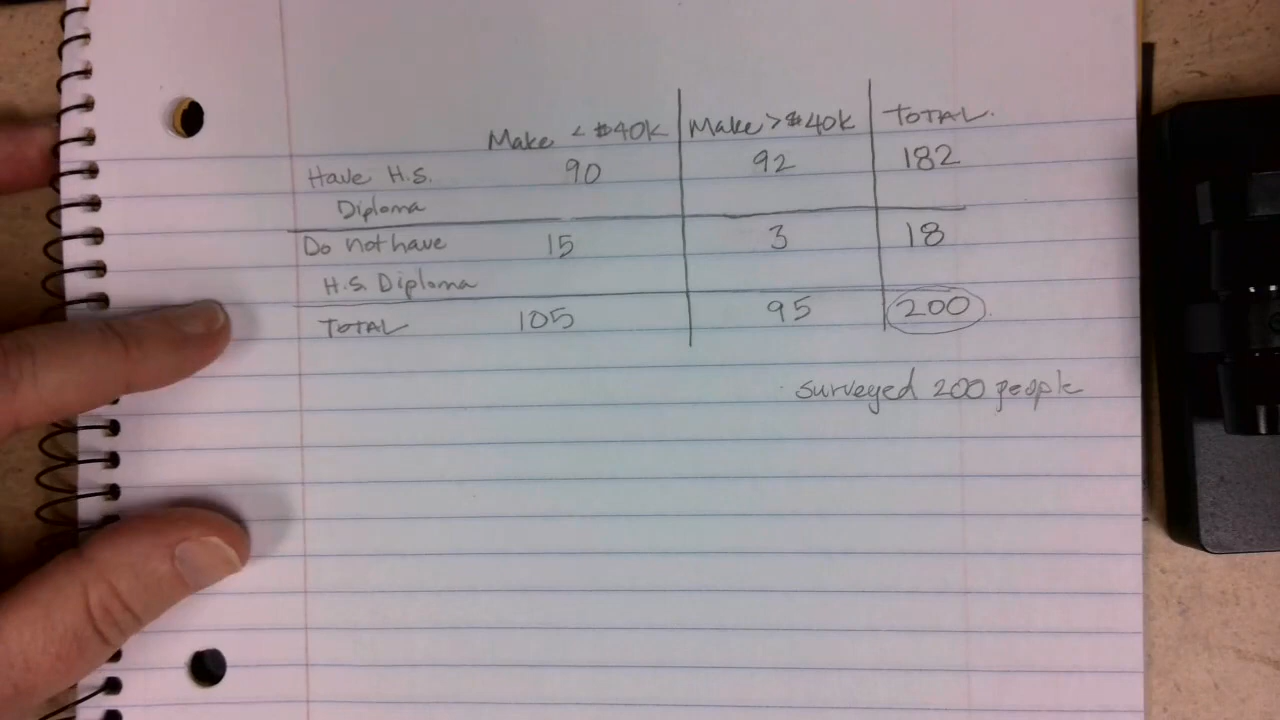 Make < $40K Make > $40K TOTAL.
Have H.S. 90 92 182
Diploma
Do not have 15 3 18
H.S. Diploma
TOTAL 105 95 200
surveyed 200 people